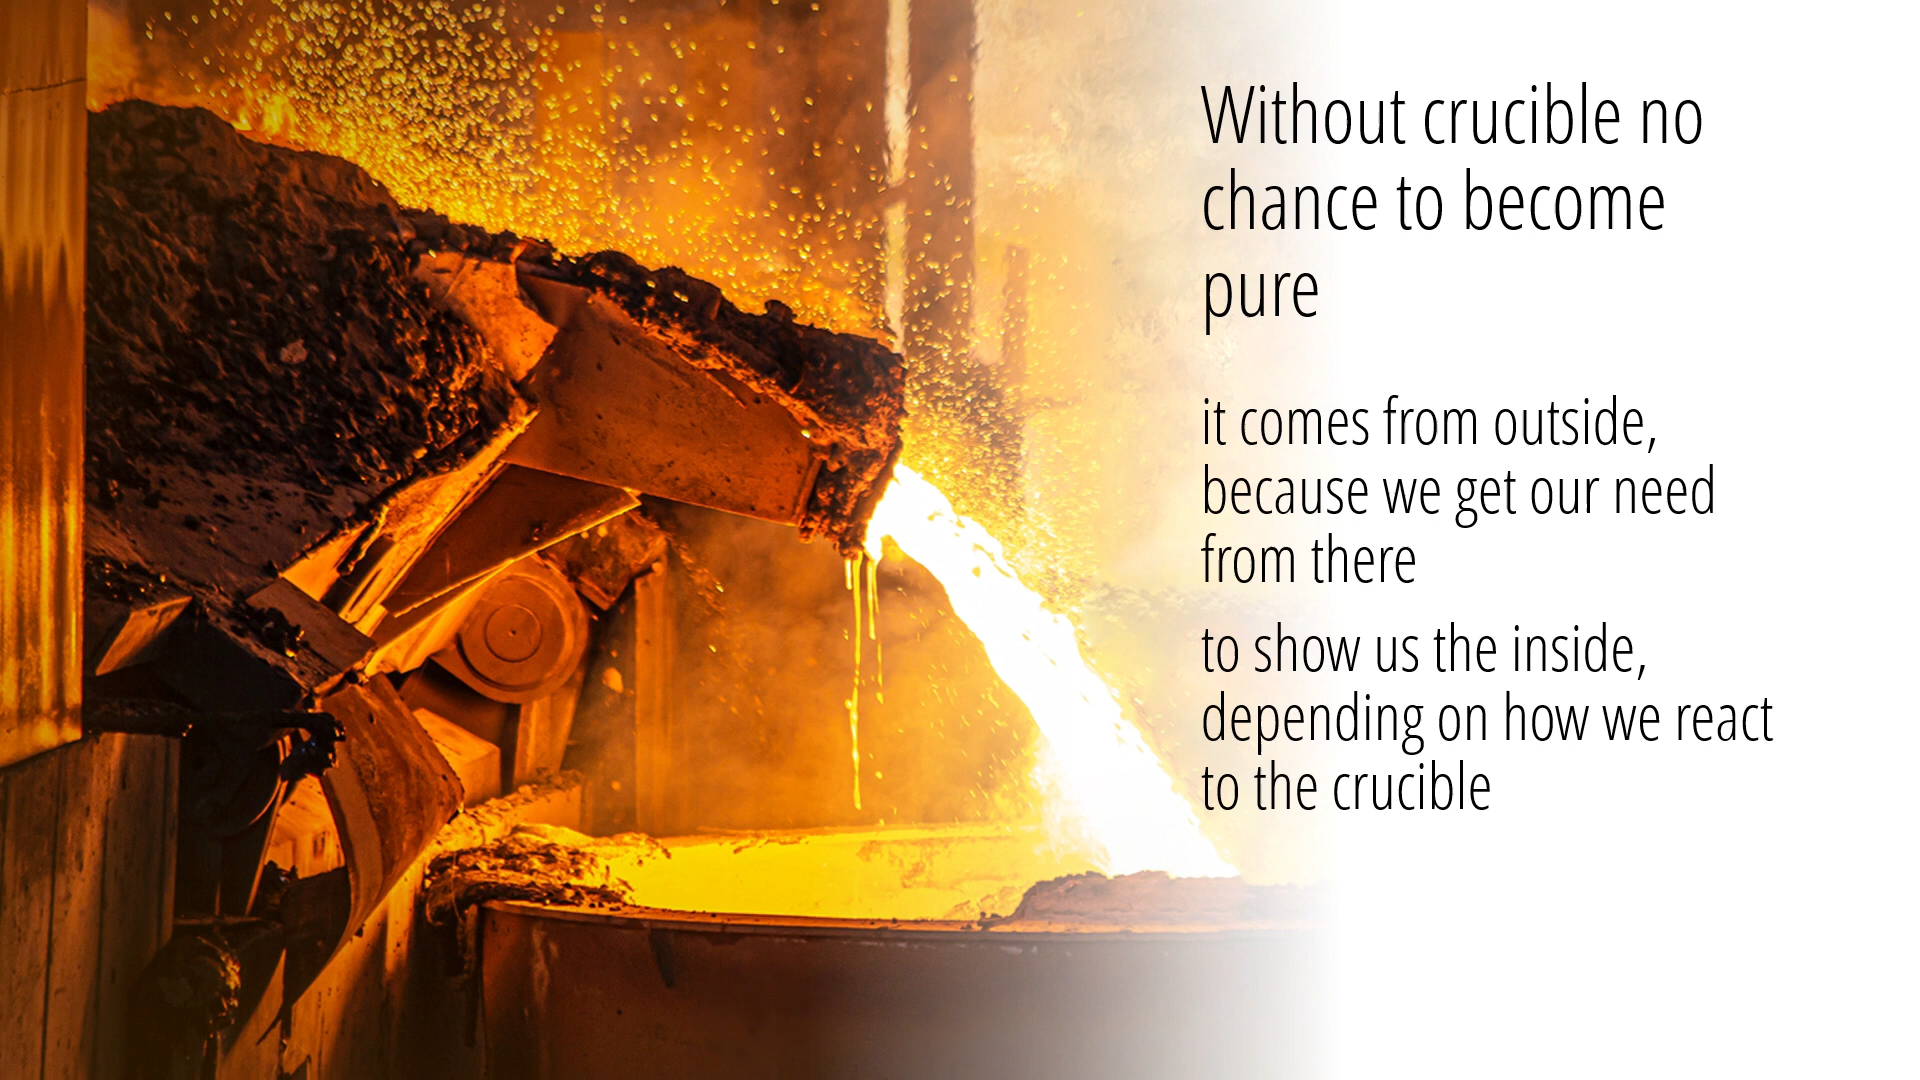 Without crucible no
chance to become
pure
it comes from outside,
because we get our need
from there
to show us the inside,
depending on how we react
to the crucible